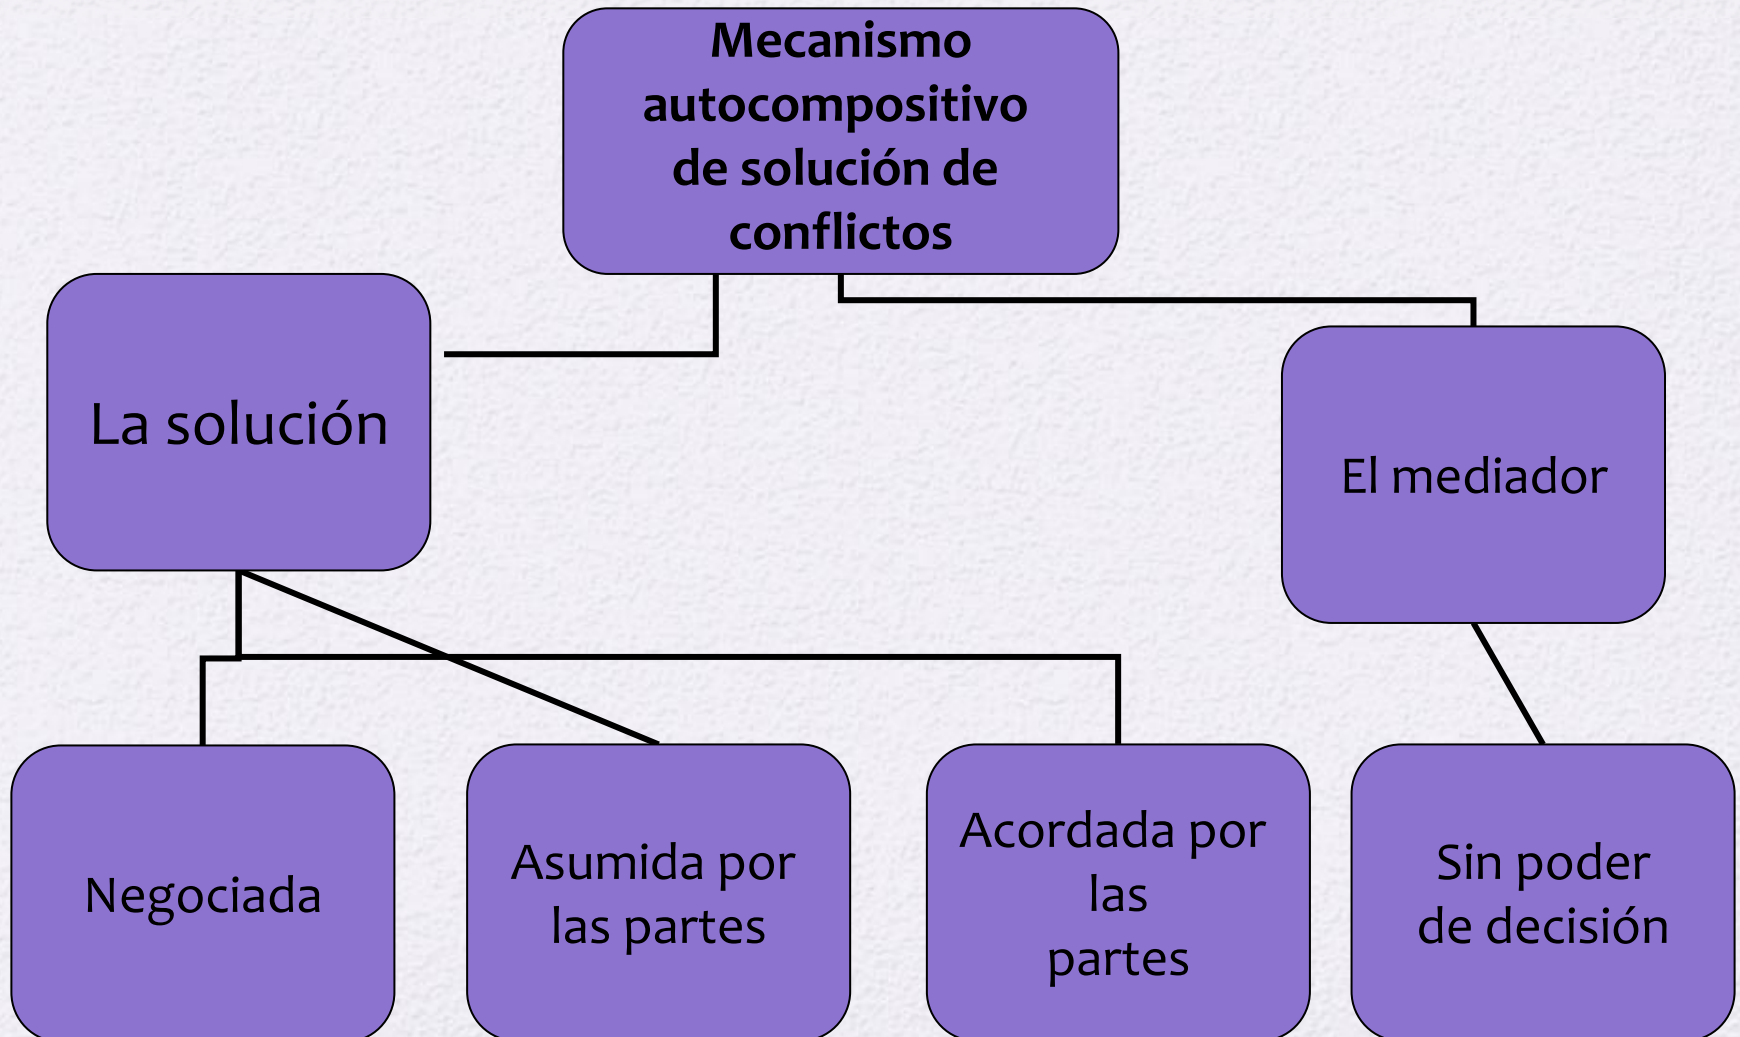 Mecanismo
autocompositivo
de solución de
conflictos
La solución
El mediador
Negociada
Asumida por
las partes
Acordada por
las
partes
Sin poder
de decisión